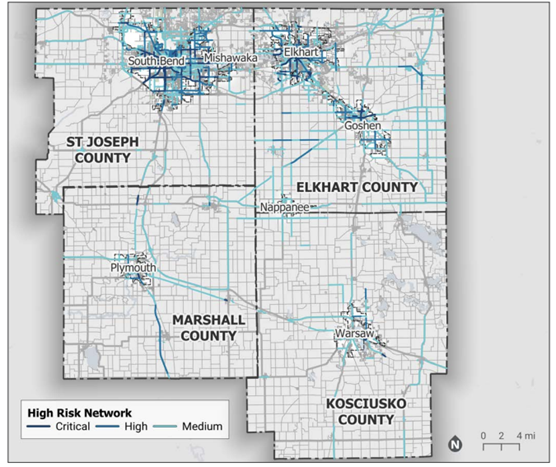 South Bend
Mishawaka
Elkhart
Goshen
ST JOSEPH
COUNTY
ELKHART COUNTY
Nappanee
Plymouth
MARSHALL
COUNTY
Warsaw
KOSCIUSKO
COUNTY
High Risk Network
Critical High Medium
N
0 2 4 mi